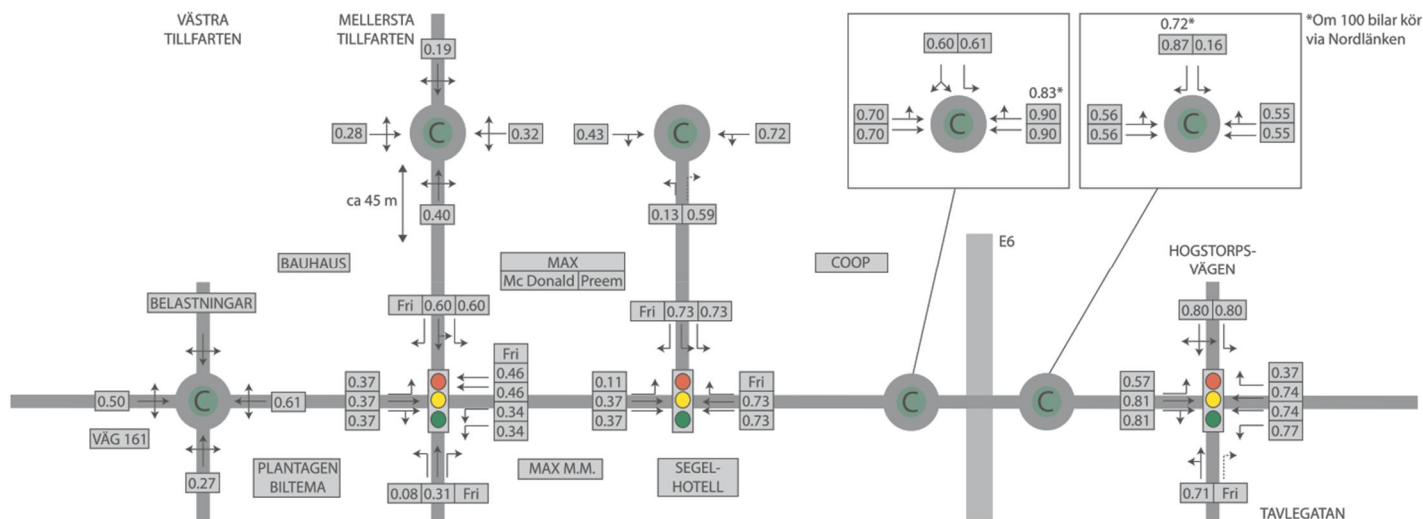 VÄSTRA
TILLFARTEN
MELLERSTA
TILLFARTEN
0.19
0.28
C
0.32
ca 45 m
0.40
0.43
C
0.72
0.13 0.59
0.60 0.61
0.83*
0.70
0.70
C
0.90
0.90
0.72*
0.87 0.16
0.56
0.56
C
0.55
0.55
*Om 100 bilar kör
via Nordlänken
E6
BAUHAUS
MAX
Mc Donald Preem
COOP
HOGSTORPS-
VÄGEN
BELASTNINGAR
Fri 0.60 0.60
Fri 0.73 0.73
0.80 0.80
0.50
C
0.61
VÄG 161
0.27
PLANTAGEN
BILTEMA
0.37
0.37
0.37
Fri
0.46
0.46
0.34
0.34
0.08 0.31 Fri
MAX M.M.
0.11
0.37
0.37
Fri
0.73
0.73
SEGEL-
HOTELL
C
C
0.57
0.81
0.81
0.37
0.74
0.74
0.77
0.71 Fri
TAVLEGATAN